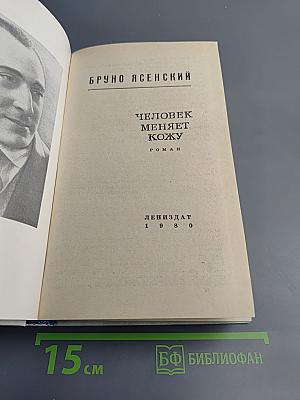 БРУНО ЯСЕНСКИЙ
ЧЕЛОВЕК
МЕНЯЕТ
КОЖУ
РОМАН
ЛЕНИЗДАТ
1980
15 см
БФ БИБЛИОФАН